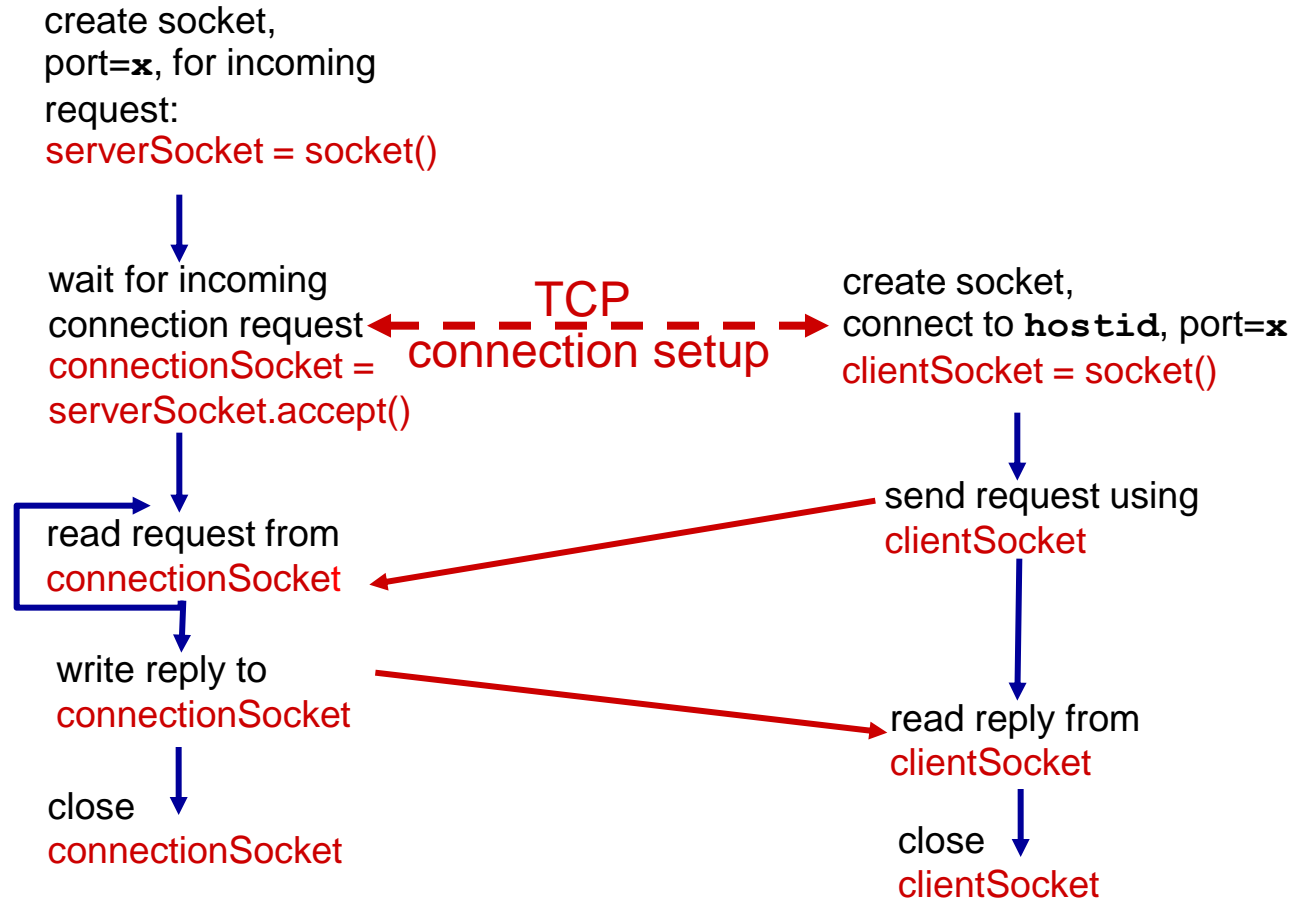 create socket,
port=x, for incoming
request:
serverSocket = socket()
wait for incoming
connection request
connectionSocket =
serverSocket.accept()
TCP
connection setup
create socket,
connect to hostid, port=x
clientSocket = socket()
read request from
connectionSocket
send request using
clientSocket
write reply to
connectionSocket
read reply from
clientSocket
close
connectionSocket
close
clientSocket